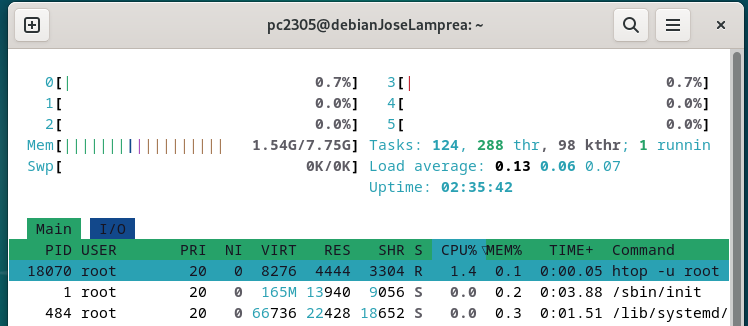 pc2305@debianJoseLamprea: ~
0[| 0.7%] 3[| 0.7%]
1[ 0.0%] 4[ 0.0%]
2[ 0.0%] 5[ 0.0%]
Mem[|||||||||||||||||| 1.54G/7.75G] Tasks: 124, 288 thr, 98 kthr; 1 runnin
Swp[ 0K/0K] Load average: 0.13 0.06 0.07
Uptime: 02:35:42
Main I/O
PID USER PRI NI VIRT RES SHR S CPU%▽MEM% TIME+ Command
18070 root 20 0 8276 4444 3304 R 1.4 0.1 0:00.05 htop -u root
1 root 20 0 165M 13940 9056 S 0.0 0.2 0:03.88 /sbin/init
484 root 20 0 66736 22428 18652 S 0.0 0.3 0:01.51 /lib/systemd/